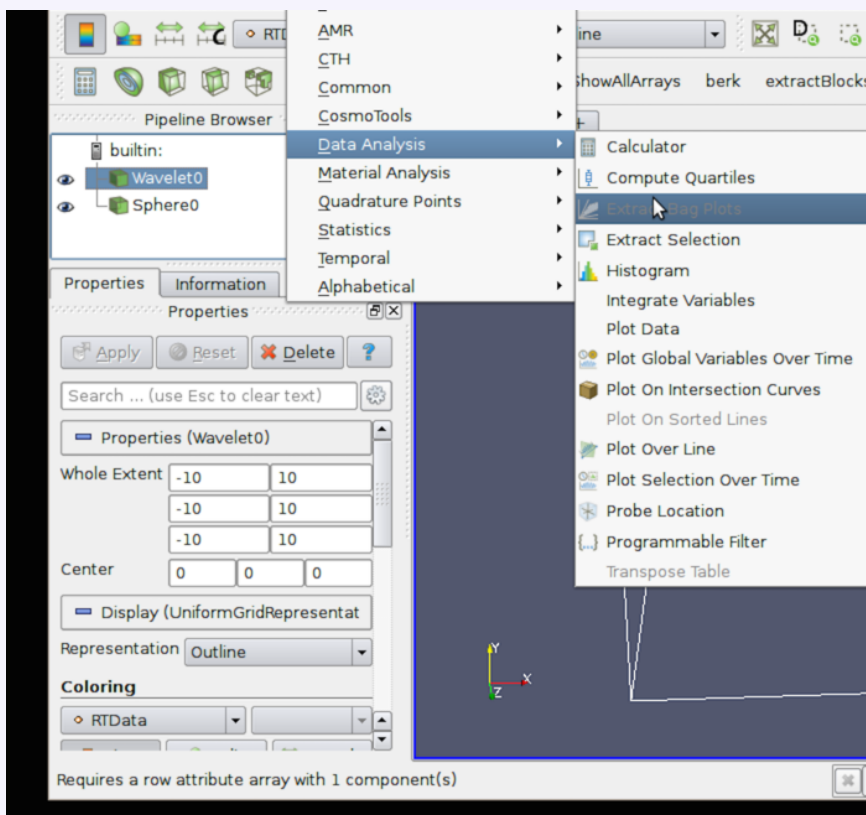 AMR
CTH
Common
CosmoTools
Data Analysis
Material Analysis
Quadrature Points
Statistics
Temporal
Alphabetical
ShowAllArrays berk extractBlocks
Pipeline Browser
builtin:
Wavelet0
Sphere0
Calculator
Compute Quartiles
Extract Bag Plots
Extract Selection
Histogram
Integrate Variables
Plot Data
Plot Global Variables Over Time
Plot On Intersection Curves
Plot On Sorted Lines
Plot Over Line
Plot Selection Over Time
Probe Location
{...} Programmable Filter
Transpose Table
Properties Information
Properties
Apply Reset Delete ?
Search ... (use Esc to clear text)
Properties (Wavelet0)
Whole Extent -10 10
-10 10
-10 10
Center 0 0 0
Display (UniformGridRepresentat
Representation Outline
Coloring
RTData
Y
X
Z
Requires a row attribute array with 1 component(s)